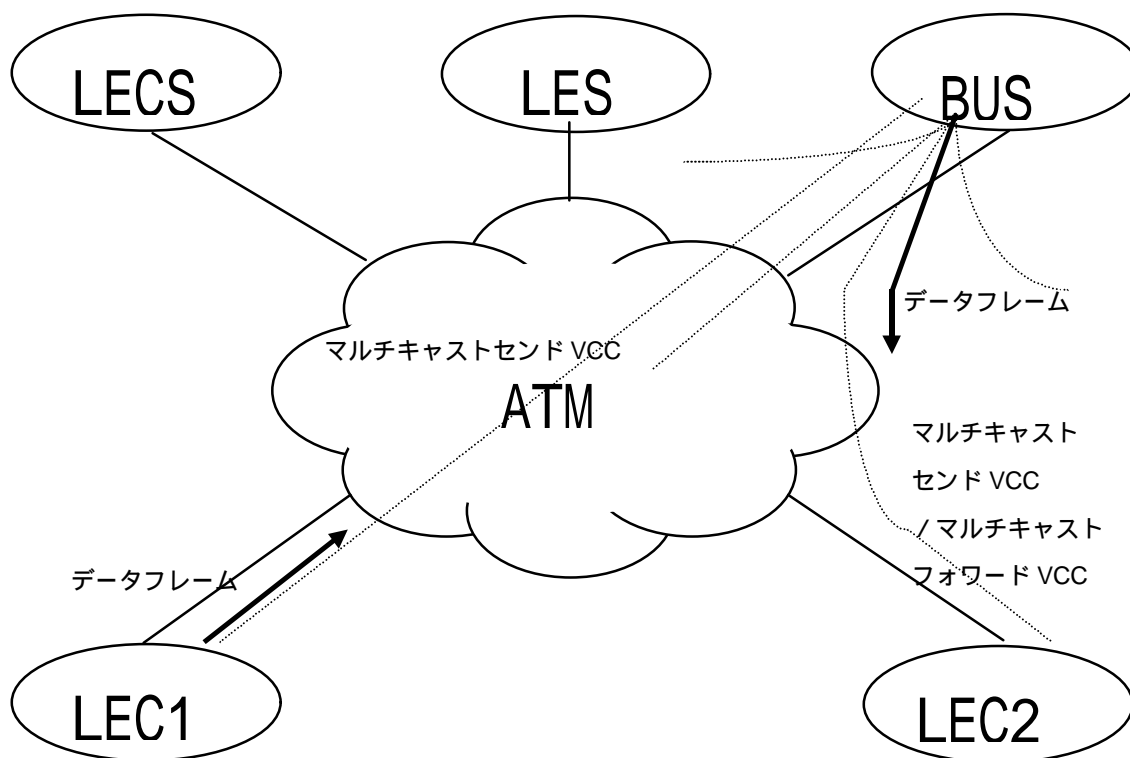 LECS
LES
BUS
データフレーム
マルチキャストセンド VCC
ATM
マルチキャスト
センド VCC
/ マルチキャスト
フォワード VCC
データフレーム
LEC1
LEC2